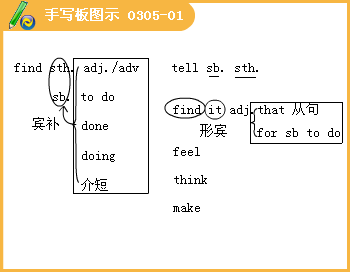 手写板图示 0305-01
find sth. adj./adv
sb. to do
宾补
done
doing
介短
tell sb. sth.
find it adj. that 从句
for sb to do
形宾
feel
think
make